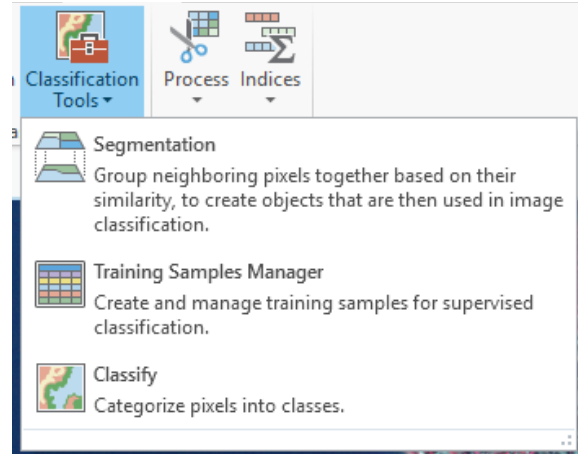 Classification
Tools
Process
Indices
a
Segmentation
Group neighboring pixels together based on their
similarity, to create objects that are then used in image
classification.
Training Samples Manager
Create and manage training samples for supervised
classification.
Classify
Categorize pixels into classes.